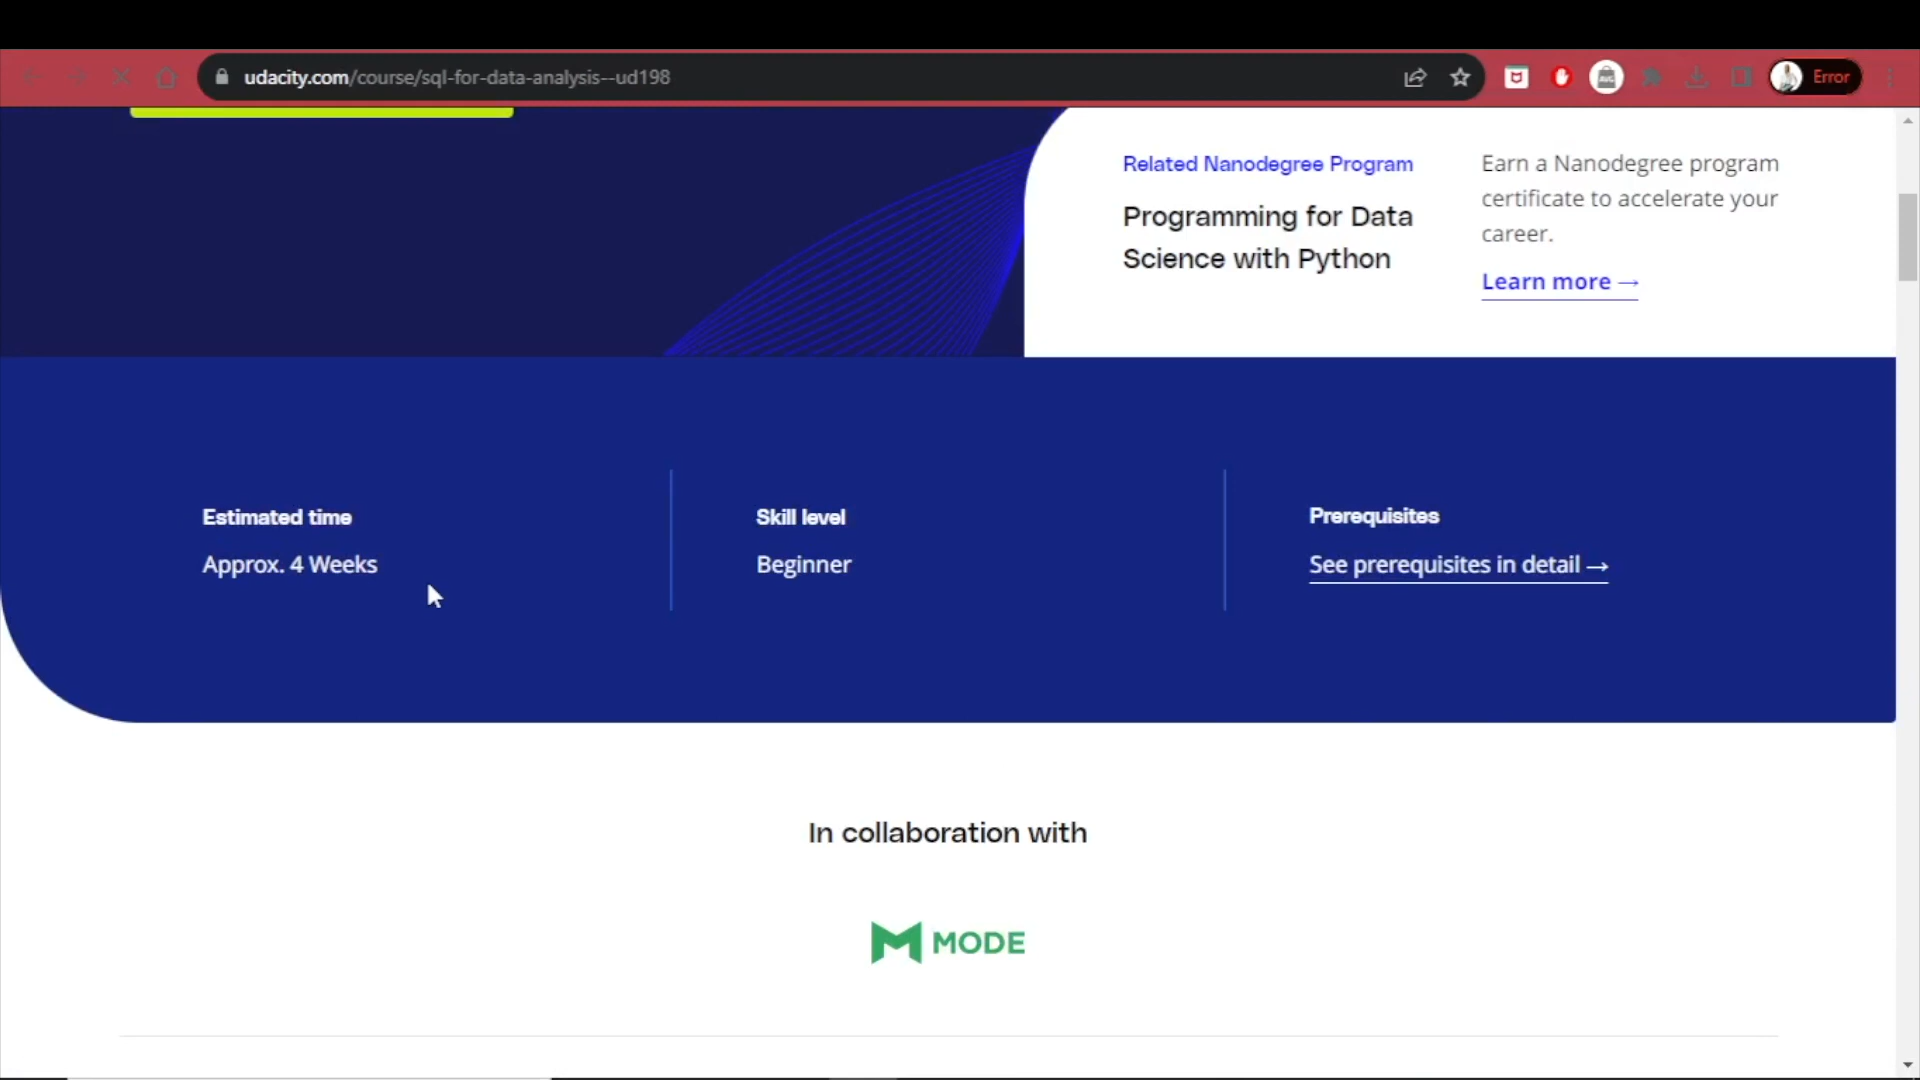 udacity.com/course/sql-for-data-analysis--ud198
Error
Related Nanodegree Program
Programming for Data
Science with Python
Earn a Nanodegree program
certificate to accelerate your
career.
Learn more →
Estimated time
Approx. 4 Weeks
Skill level
Beginner
Prerequisites
See prerequisites in detail →
In collaboration with
MODE